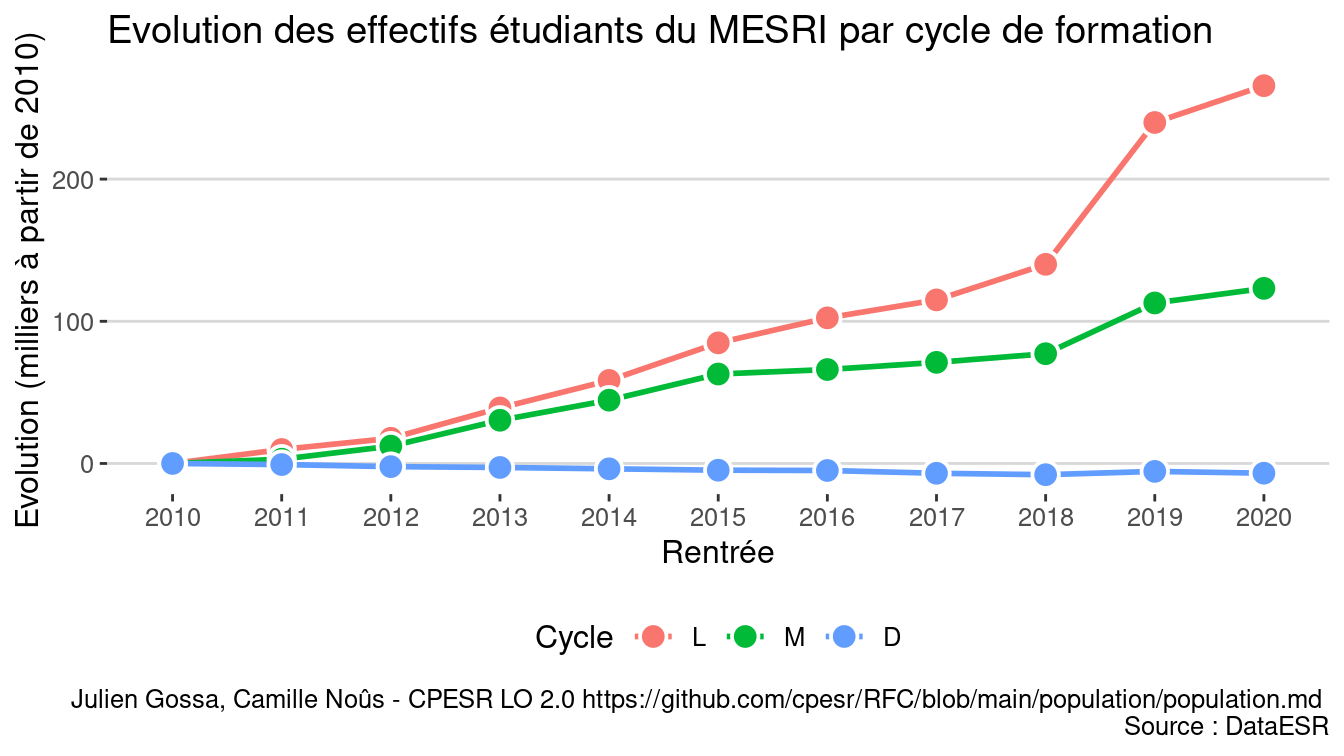 Evolution des effectifs étudiants du MESRI par cycle de formation
Evolution (milliers à partir de 2010)
200
100
0
2010 2011 2012 2013 2014 2015 2016 2017 2018 2019 2020
Rentrée
Cycle L M D
Julien Gossa, Camille Noûs - CPESR LO 2.0 https://github.com/cpesr/RFC/blob/main/population/population.md
Source : DataESR